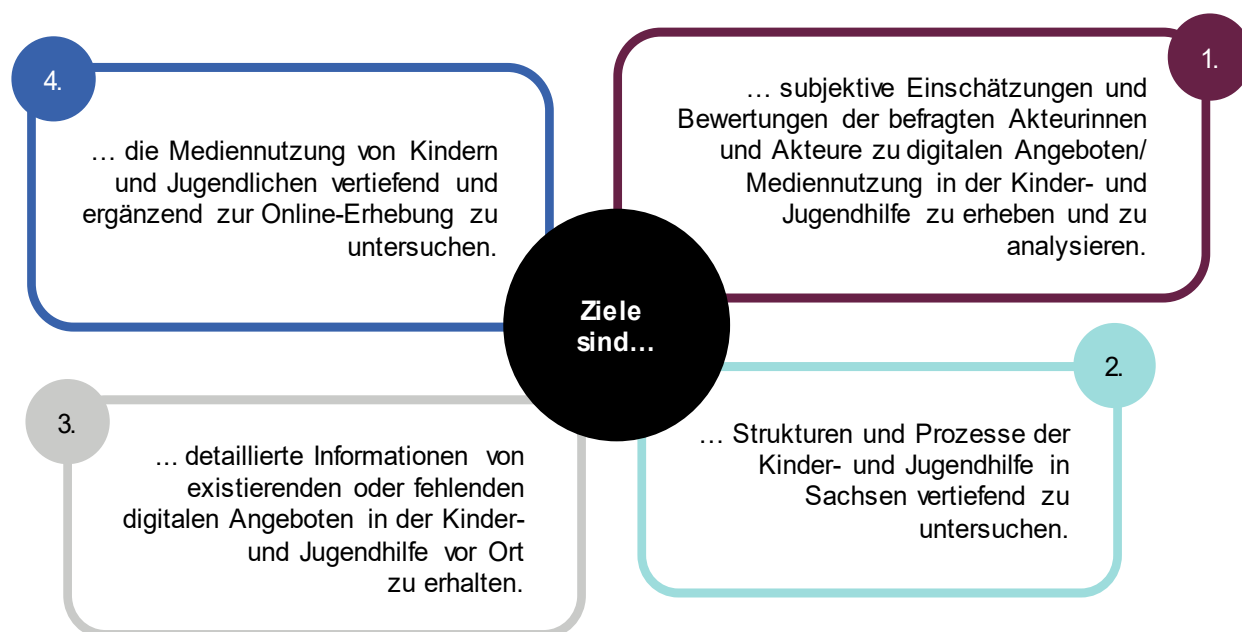 Ziele
sind…
1.
… subjektive Einschätzungen und
Bewertungen der befragten Akteurinnen
und Akteure zu digitalen Angeboten/
Mediennutzung in der Kinder- und
Jugendhilfe zu erheben und zu
analysieren.
2.
… Strukturen und Prozesse der
Kinder- und Jugendhilfe in
Sachsen vertiefend zu
untersuchen.
3.
… detaillierte Informationen von
existierenden oder fehlenden
digitalen Angeboten in der Kinder-
und Jugendhilfe vor Ort
zu erhalten.
4.
… die Mediennutzung von Kindern
und Jugendlichen vertiefend und
ergänzend zur Online-Erhebung zu
untersuchen.